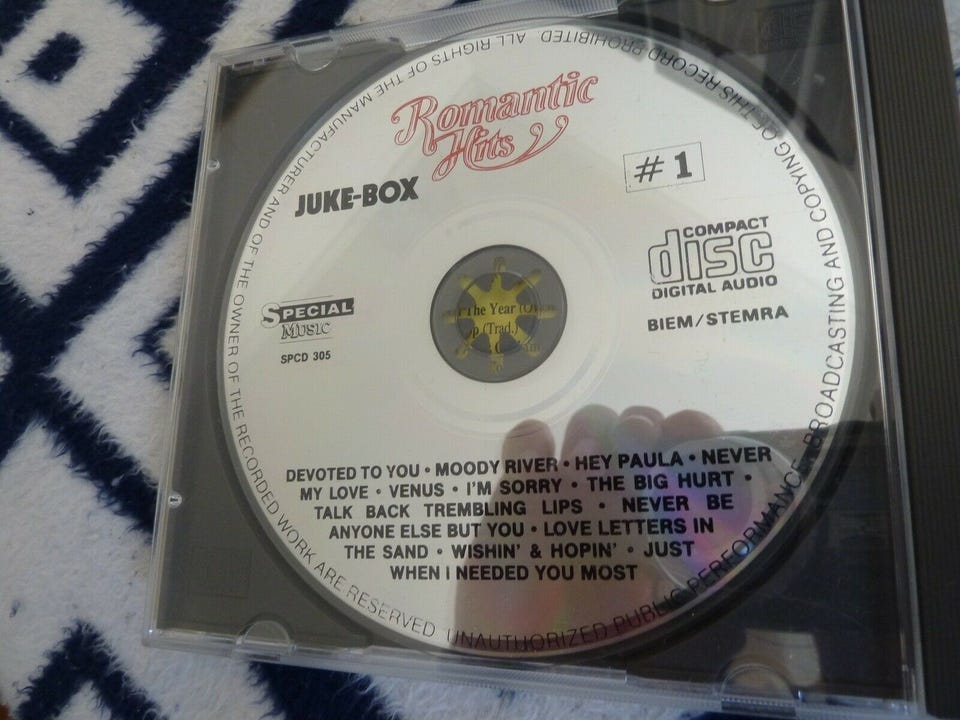 Romantic
Hits
JUKE-BOX
#1
COMPACT
disc
DIGITAL AUDIO
SPECIAL
MUSIC
SPCD 305
BIEM/STEMRA
The Year
(Trad.)
DEVOTED TO YOU • MOODY RIVER • HEY PAULA • NEVER
MY LOVE • VENUS • I'M SORRY • THE BIG HURT •
TALK BACK TREMBLING LIPS • NEVER BE
ANYONE ELSE BUT YOU • LOVE LETTERS IN
THE SAND • WISHIN' & HOPIN' • JUST
WHEN I NEEDED YOU MOST
ALL RIGHTS OF THE MANUFACTURER AND OF THE OWNER OF THE RECORDED WORK ARE RESERVED UNAUTHORIZED PUBLIC PERFORMANCE BROADCASTING AND COPYING OF THIS RECORD PROHIBITED